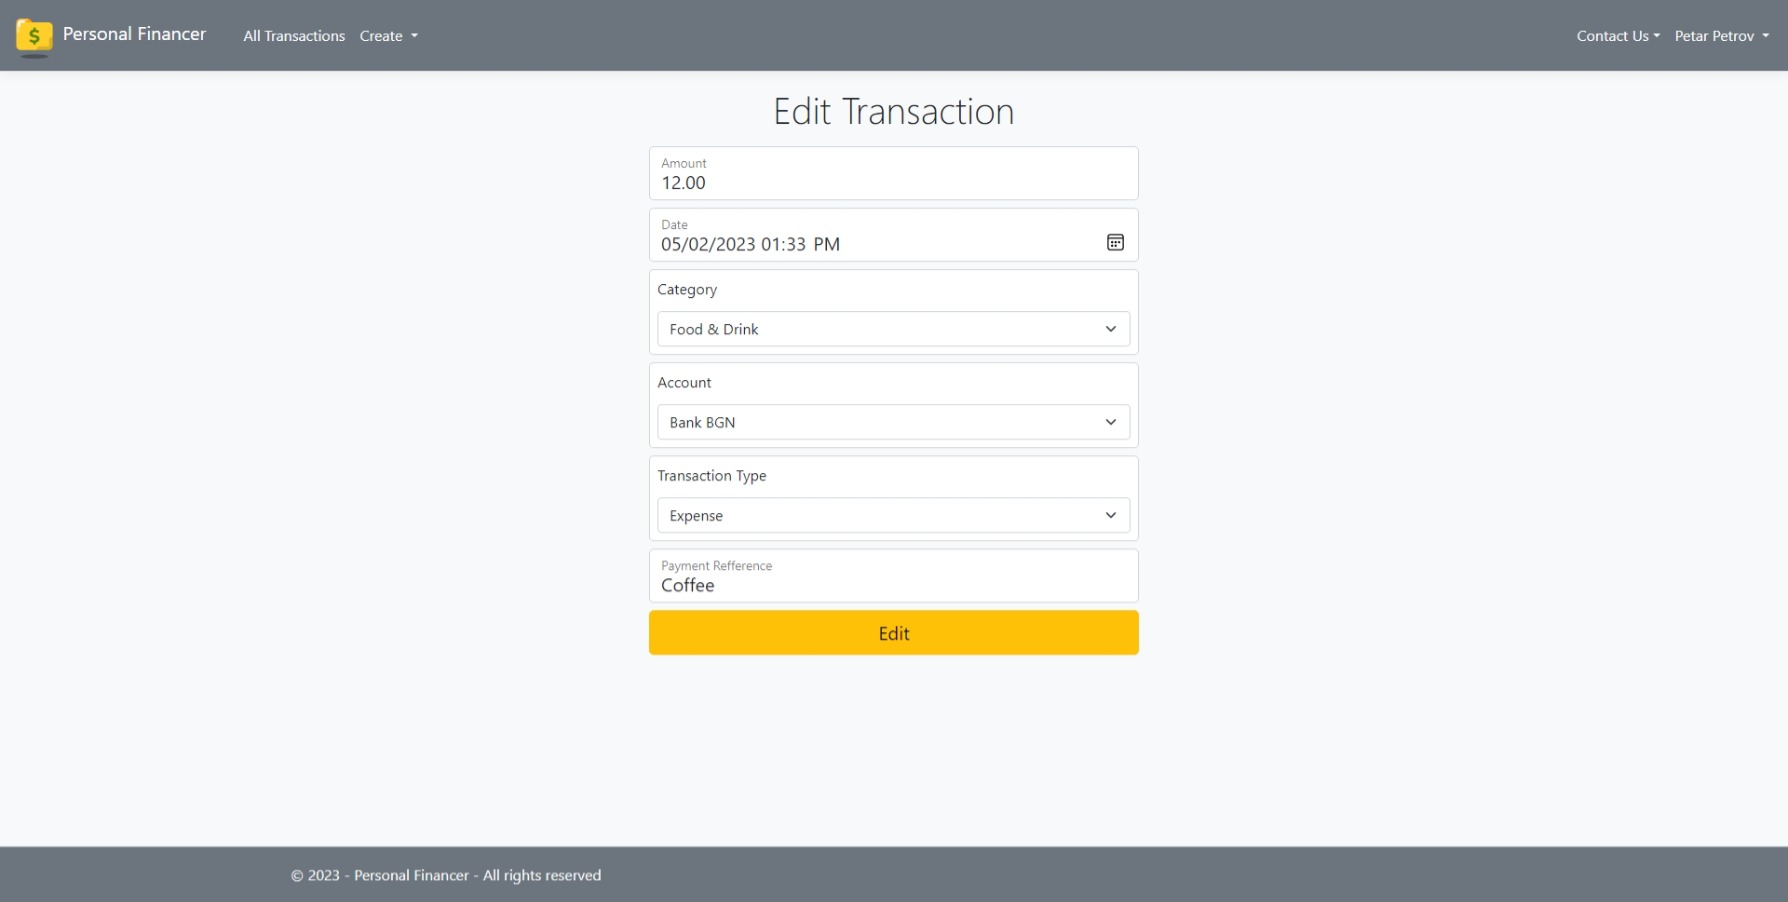 $ Personal Financer All Transactions Create Contact Us Petar Petrov
Edit Transaction
Amount
12.00
Date
05/02/2023 01:33 PM
Category
Food & Drink
Account
Bank BGN
Transaction Type
Expense
Payment Refference
Coffee
Edit
© 2023 - Personal Financer - All rights reserved